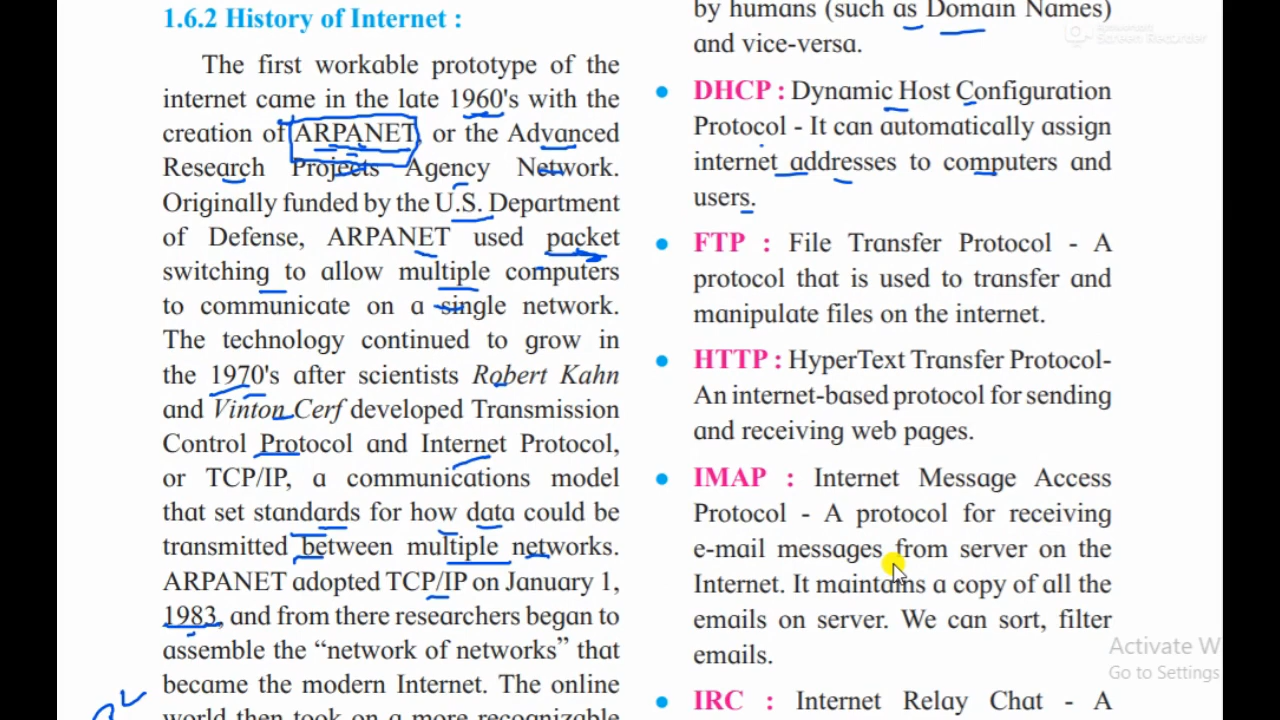 1.6.2 History of Internet :
The first workable prototype of the
internet came in the late 1960's with the
creation of ARPANET, or the Advanced
Research Projects Agency Network.
Originally funded by the U.S. Department
of Defense, ARPANET used packet
switching to allow multiple computers
to communicate on a single network.
The technology continued to grow in
the 1970's after scientists Robert Kahn
and Vinton Cerf developed Transmission
Control Protocol and Internet Protocol,
or TCP/IP, a communications model
that set standards for how data could be
transmitted between multiple networks.
ARPANET adopted TCP/IP on January 1,
1983, and from there researchers began to
assemble the “network of networks” that
became the modern Internet. The online
world then took on a more recognizable
by humans (such as Domain Names)
and vice-versa.
• DHCP : Dynamic Host Configuration
Protocol - It can automatically assign
internet addresses to computers and
users.
• FTP : File Transfer Protocol - A
protocol that is used to transfer and
manipulate files on the internet.
• HTTP : HyperText Transfer Protocol-
An internet-based protocol for sending
and receiving web pages.
• IMAP : Internet Message Access
Protocol - A protocol for receiving
e-mail messages from server on the
Internet. It maintains a copy of all the
emails on server. We can sort, filter
emails.
• IRC : Internet Relay Chat - A
Screen Recorder
Activate W
Go to Settings